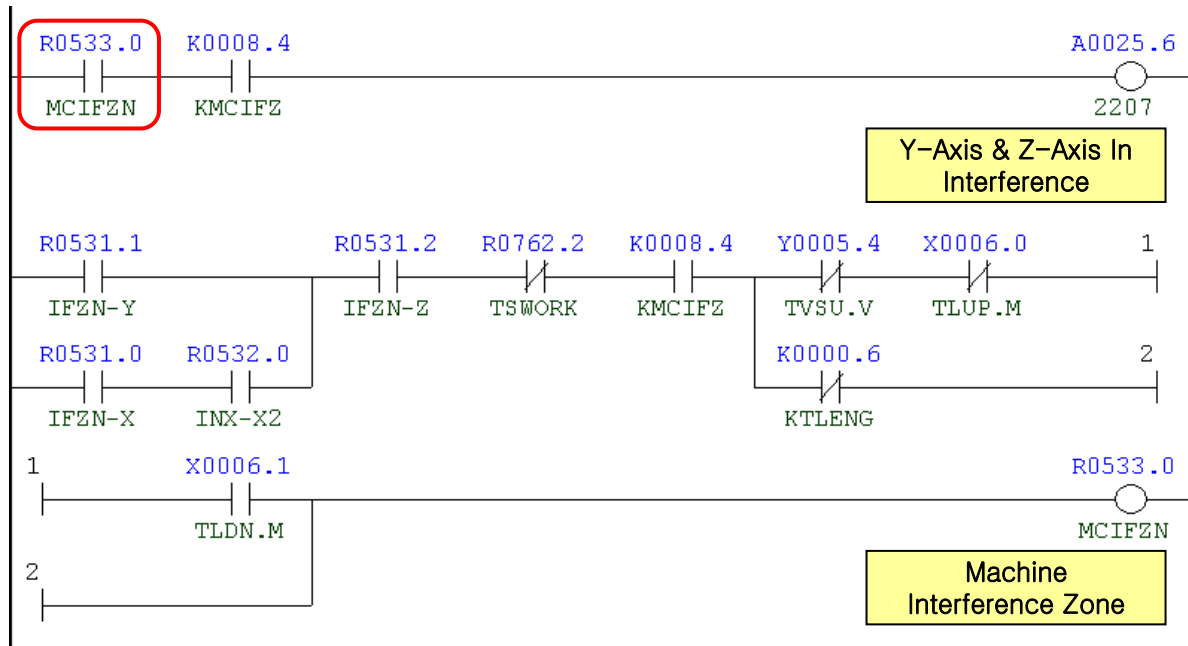 R0533.0 K0008.4 A0025.6
MCIFZN KMCIFZ 2207
Y-Axis & Z-Axis In
Interference
R0531.1 R0531.2 R0762.2 K0008.4 Y0005.4 X0006.0 1
IFZN-Y IFZN-Z TSWORK KMCIFZ TVSU.V TLUP.M
R0531.0 R0532.0 K0000.6 2
IFZN-X INX-X2 KTLENG
1 X0006.1 R0533.0
TLDN.M MCIFZN
2
Machine
Interference Zone